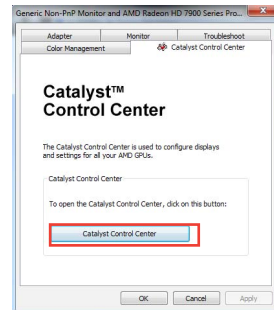 Generic Non-PnP Monitor and AMD Radeon HD 7900 Series Pro...
Adapter Monitor Troubleshoot
Color Management Catalyst Control Center
Catalyst™
Control Center
The Catalyst Control Center is used to configure displays
and settings for all your AMD GPUs.
Catalyst Control Center
To open the Catalyst Control Center, click on this button:
Catalyst Control Center
OK Cancel Apply